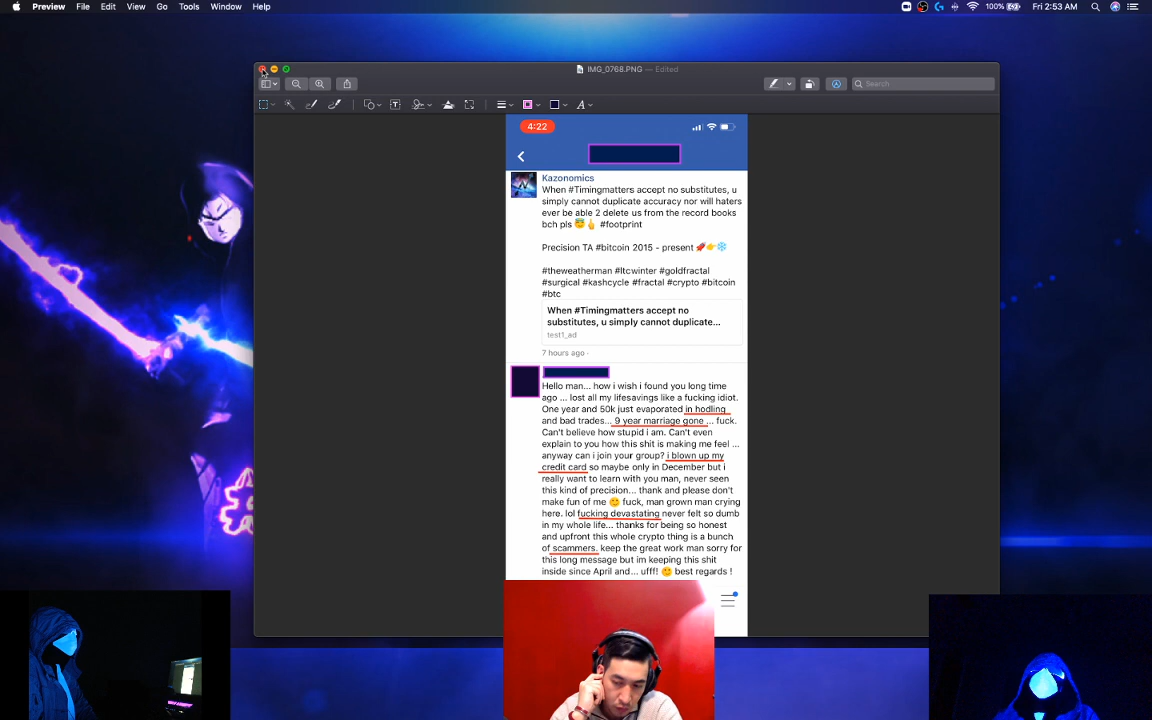 Preview File Edit View Go Tools Window Help
100% Fri 2:53 AM
IMG_0768.PNG — Edited
Search
4:22
Kazonomics
When #Timingmatters accept no substitutes, u
simply cannot duplicate accuracy nor will haters
ever be able 2 delete us from the record books
bch pls 😇👆 #footprint
Precision TA #bitcoin 2015 - present 🚀👉❄️
#theweatherman #ltcwinter #goldfractal
#surgical #kashcycle #fractal #crypto #bitcoin
#btc
When #Timingmatters accept no
substitutes, u simply cannot duplicate...
test1_ad
7 hours ago ·
Hello man... how i wish i found you long time
ago ... lost all my lifesavings like a fucking idiot.
One year and 50k just evaporated in hodling
and bad trades... 9 year marriage gone ... fuck.
Can't believe how stupid i am. Can't even
explain to you how this shit is making me feel ...
anyway can i join your group? i blown up my
credit card so maybe only in December but i
really want to learn with you man, never seen
this kind of precision... thank and please don't
make fun of me 😊 fuck, man grown man crying
here. lol fucking devastating never felt so dumb
in my whole life... thanks for being so honest
and upfront this whole crypto thing is a bunch
of scammers. keep the great work man sorry for
this long message but im keeping this shit
inside since April and... ufff! 😊 best regards !